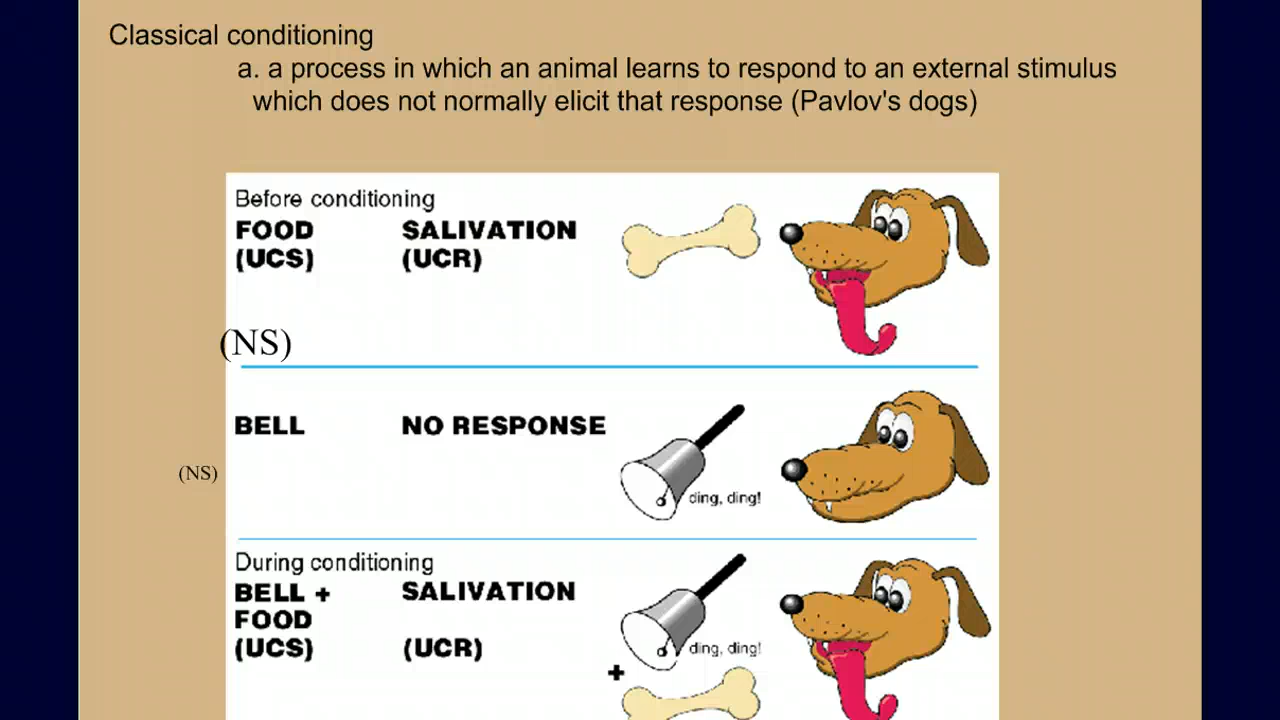 Classical conditioning
a. a process in which an animal learns to respond to an external stimulus
which does not normally elicit that response (Pavlov's dogs)
Before conditioning
FOOD SALIVATION
(UCS) (UCR)
(NS)
BELL NO RESPONSE
(NS)
ding, ding!
During conditioning
BELL + SALIVATION
FOOD
(UCS) (UCR)
ding, ding!
+